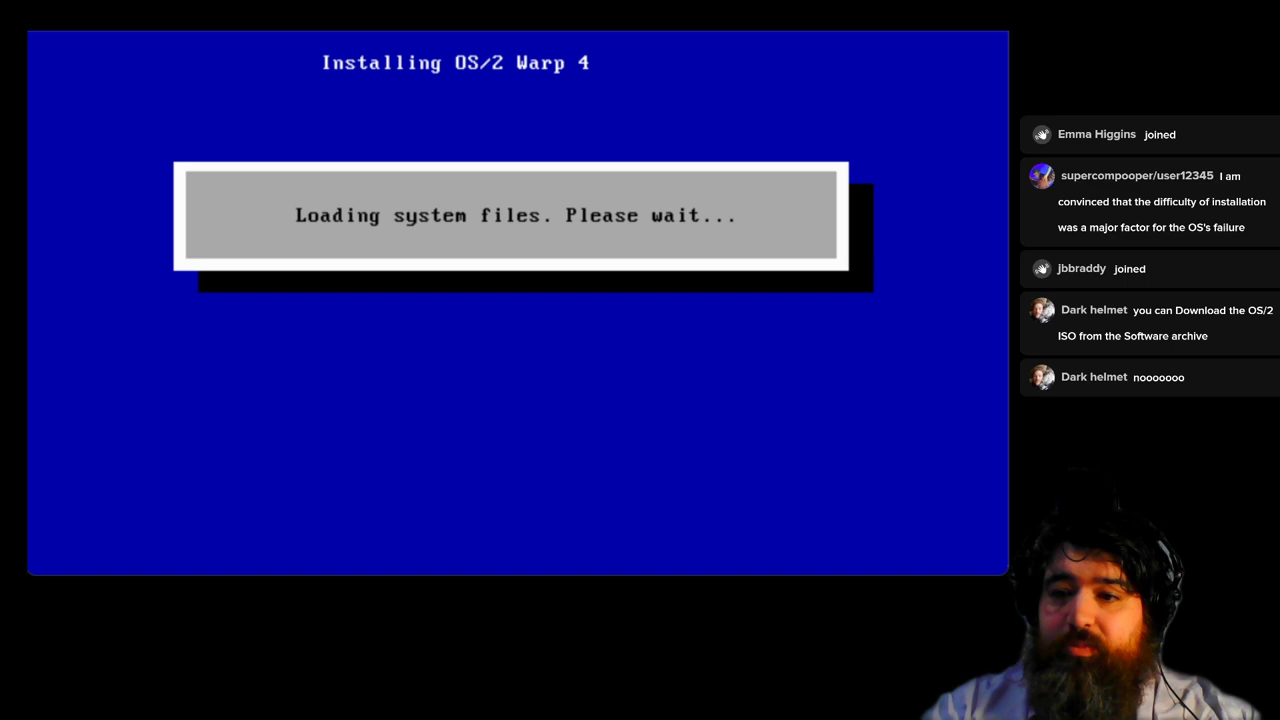 Installing OS/2 Warp 4
Loading system files. Please wait...
Emma Higgins joined
supercompooper/user12345 I am
convinced that the difficulty of installation
was a major factor for the OS's failure
jbbraddy joined
Dark helmet you can Download the OS/2
ISO from the Software archive
Dark helmet nooooooo